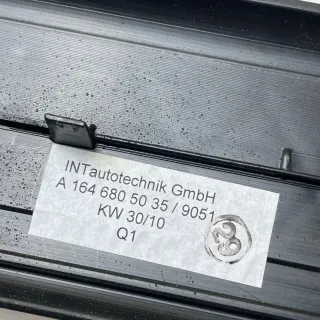 INTautotechnik GmbH
A 164 680 50 35 / 9051
KW 30/10
Q1